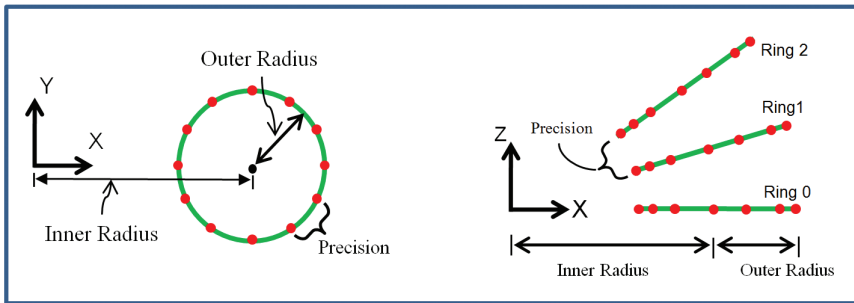 Outer Radius
Y
X
Inner Radius
Precision
Ring 2
Ring1
Precision
Z
Ring 0
X
Inner Radius
Outer Radius